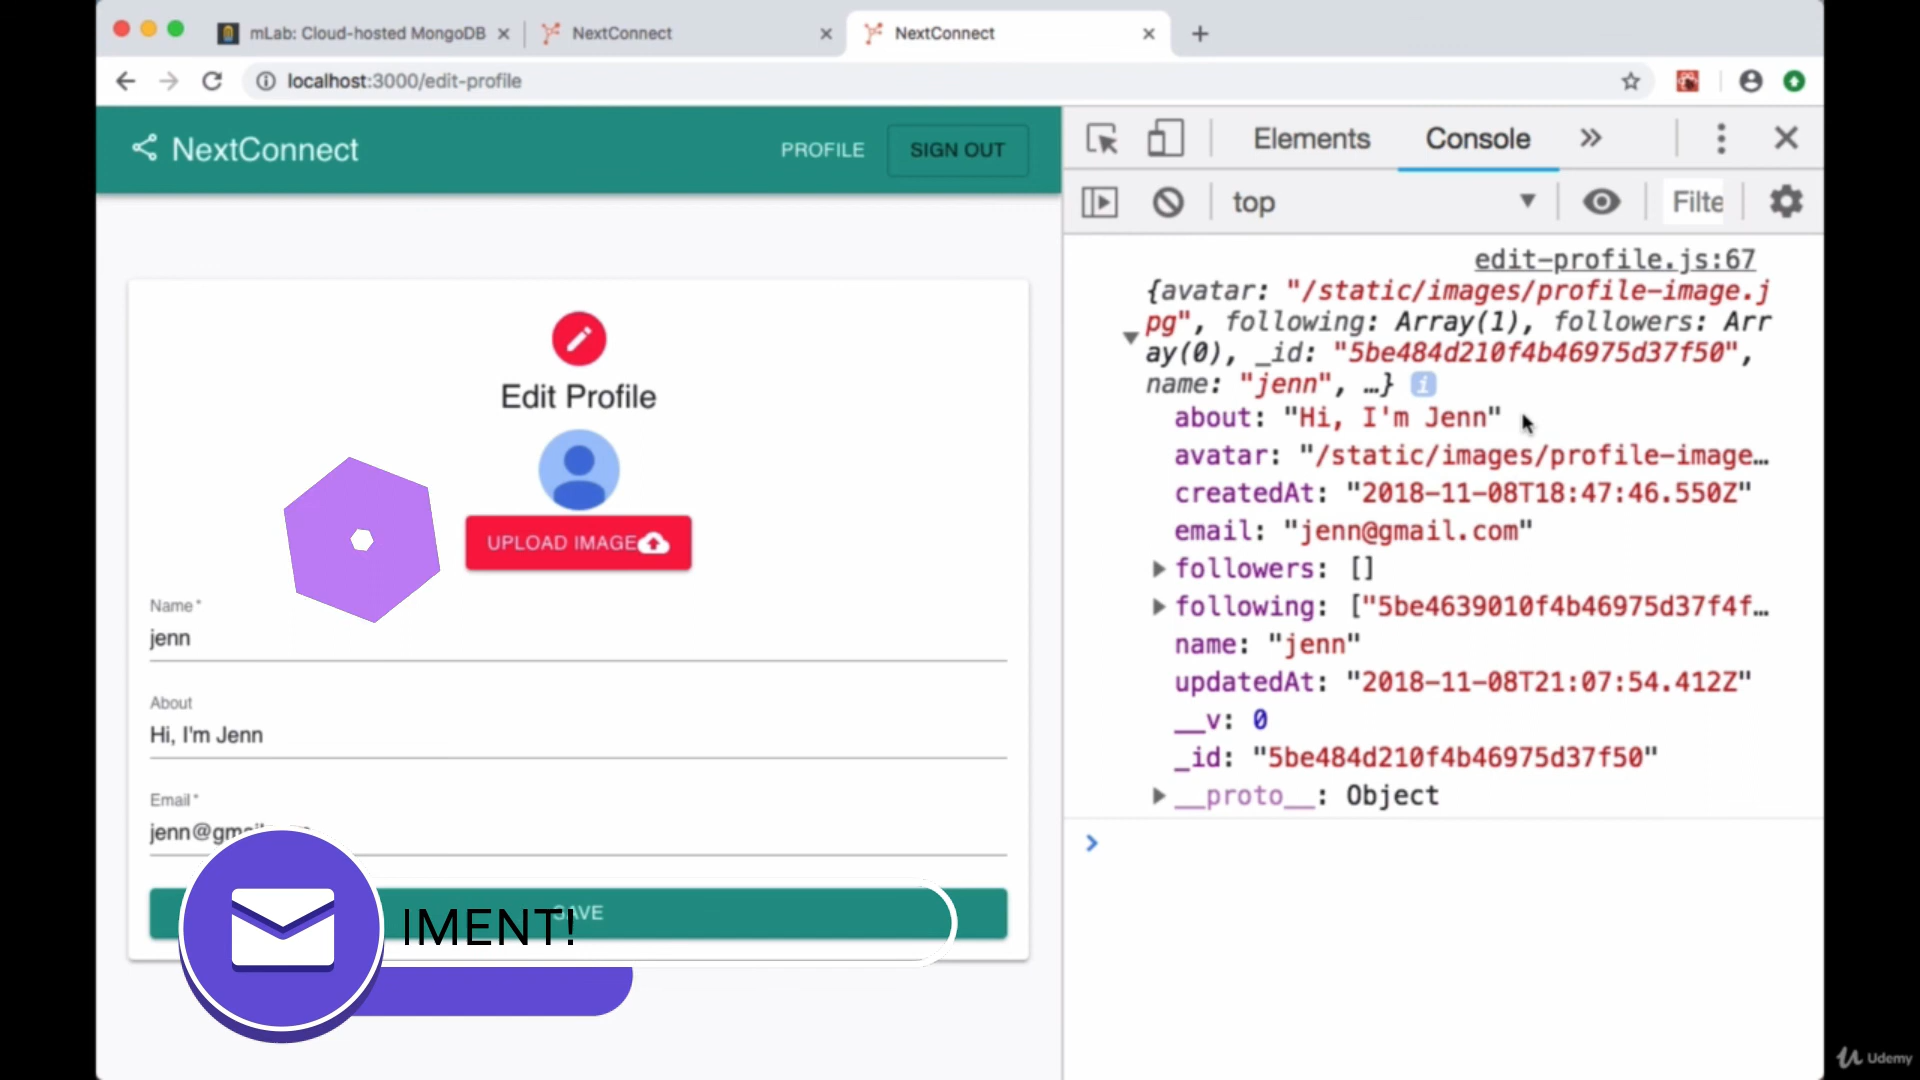 mLab: Cloud-hosted MongoDB
NextConnect
NextConnect
localhost:3000/edit-profile
NextConnect
PROFILE
SIGN OUT
Edit Profile
UPLOAD IMAGE
Name *
jenn
About
Hi, I'm Jenn
Email *
jenn@gmail.com
SAVE
IMENT!
Elements
Console
top
Filte
edit-profile.js:67
{avatar: "/static/images/profile-image.j
pg", following: Array(1), followers: Arr
ay(0), _id: "5be484d210f4b46975d37f50",
name: "jenn", …}
about: "Hi, I'm Jenn"
avatar: "/static/images/profile-image…
createdAt: "2018-11-08T18:47:46.550Z"
email: "jenn@gmail.com"
followers: []
following: ["5be4639010f4b46975d37f4f…
name: "jenn"
updatedAt: "2018-11-08T21:07:54.412Z"
__v: 0
_id: "5be484d210f4b46975d37f50"
__proto__: Object
Udemy